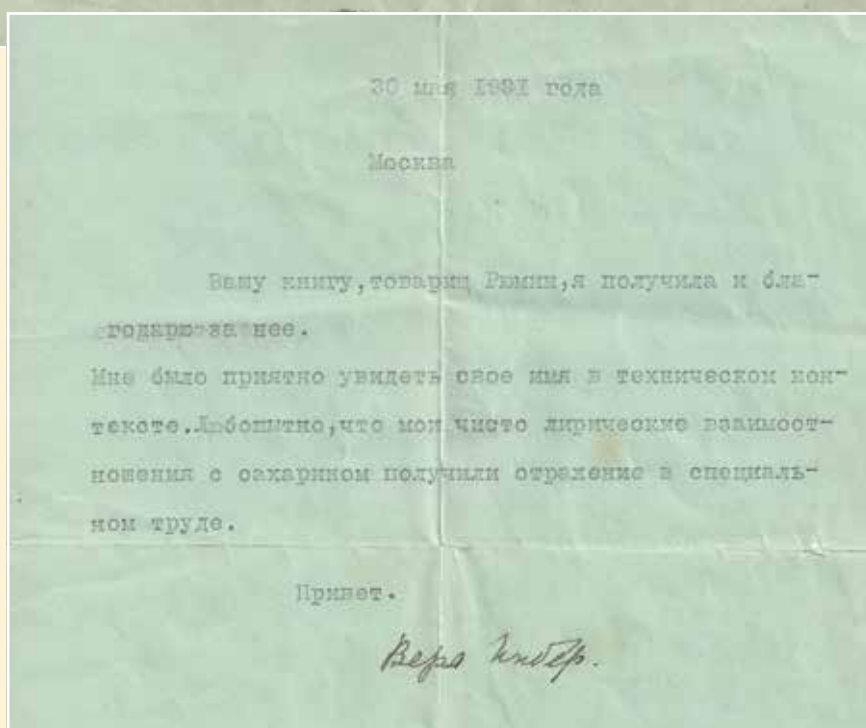 30 мая 1931 года
Москва
Вашу книгу,товарищ Рюмин,я получила и бла-
годарю за нее.
Мне было приятно увидеть свое имя в техническом кон-
тексте.Любопытно,что мои чисто лирические взаимоот-
ношения с сахарином получили отражение в специаль-
ном труде.
Привет.
Вера Инбер.